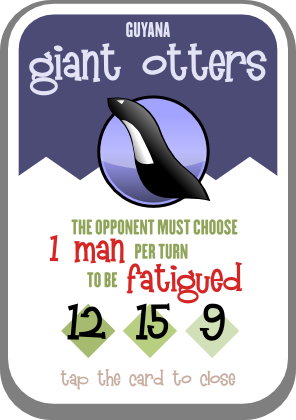 GUYANA
giant otters
THE OPPONENT MUST CHOOSE
1 man PER TURN
TO BE fatigued
12 15 9
tap the card to close